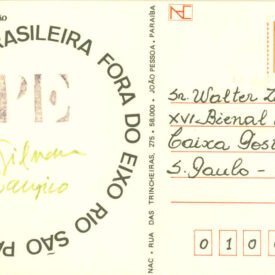 ão
RASILEIRA FORA DO EIXO RIO SÃO PA
PE
NAC • RUA DAS TRINCHEIRAS, 275 • 58.000 • JOÃO PESSOA, PARAÍBA
Sr. Walter Z
XVI Bienal
Caixa Post
S. Paulo -
0 1 0